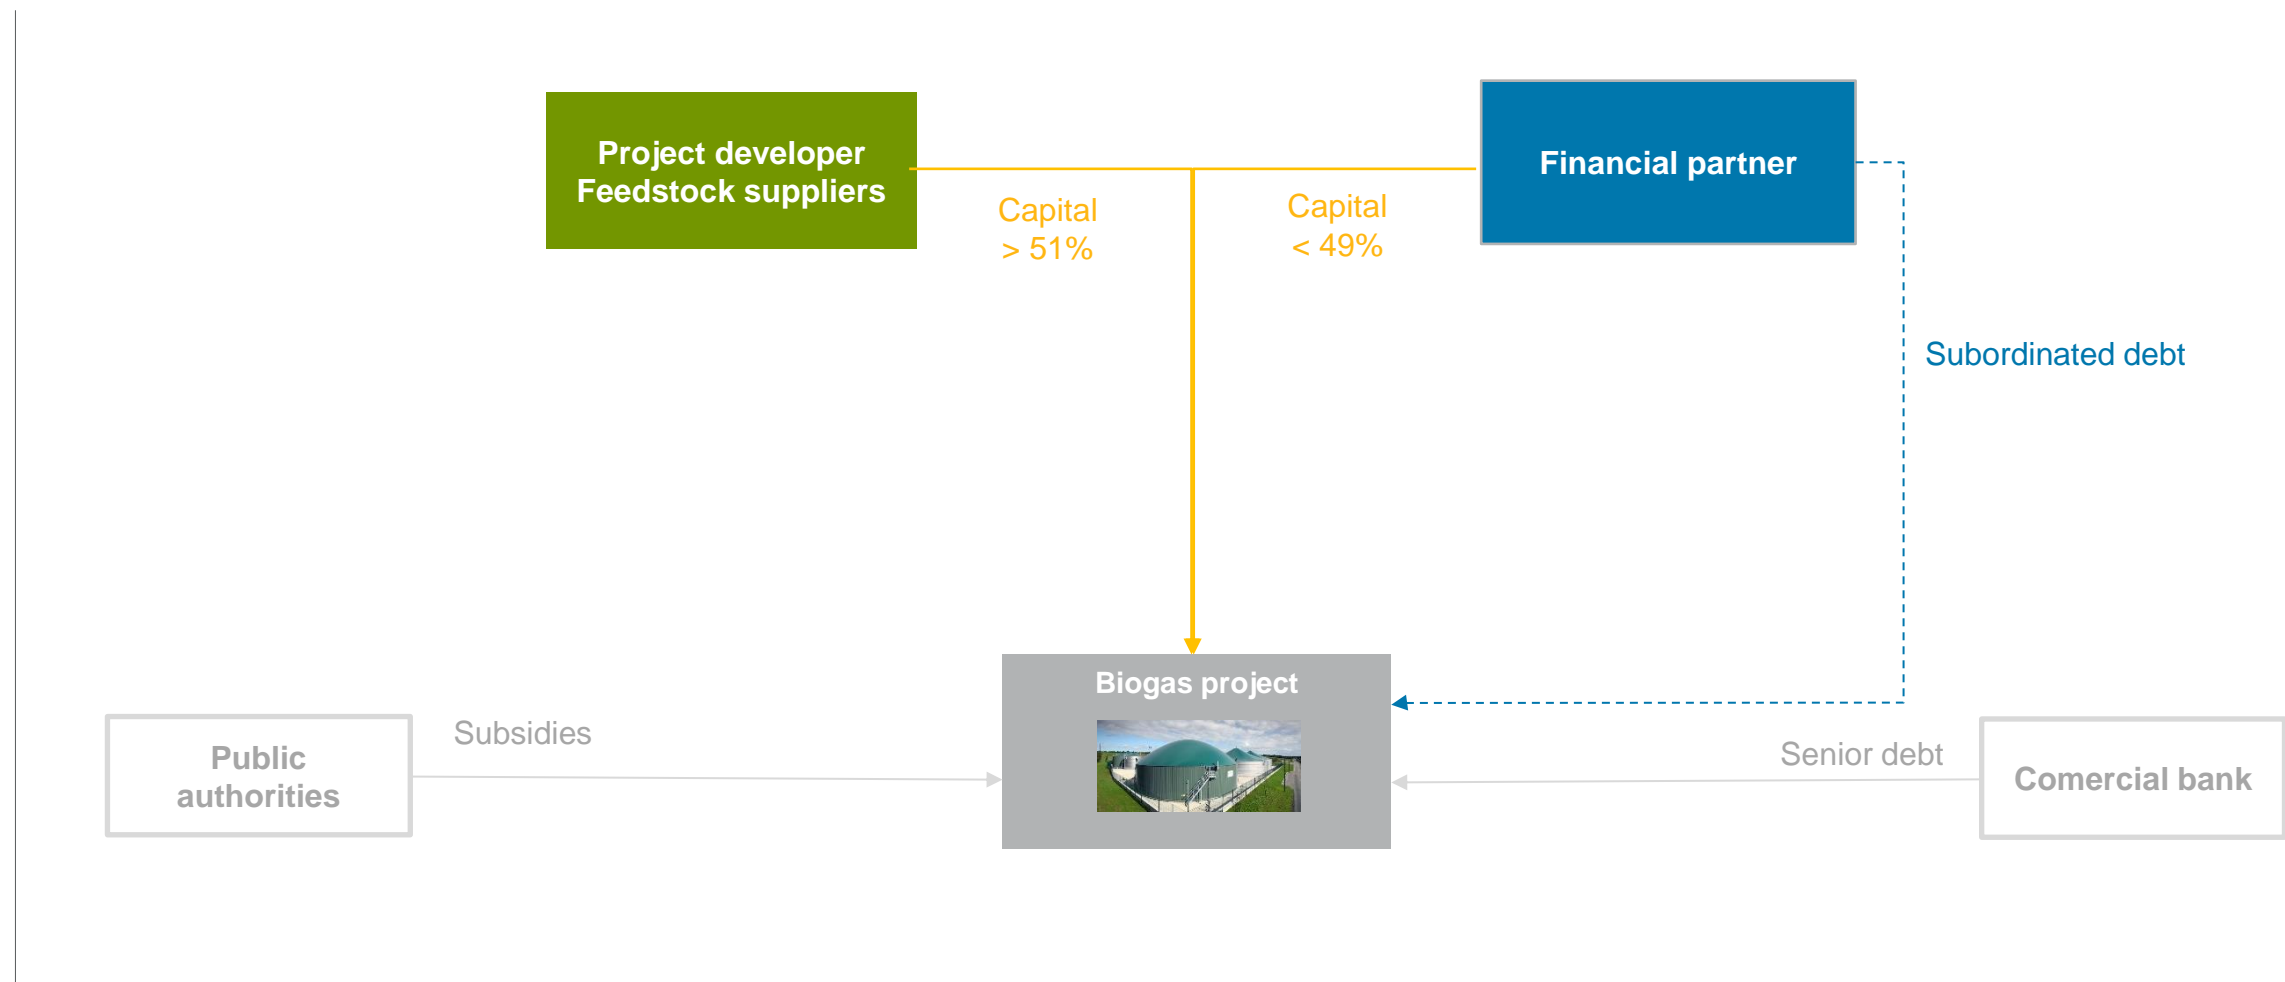 Project developer
Feedstock suppliers
Financial partner
Capital
> 51%
Capital
< 49%
Subordinated debt
Biogas project
Public
authorities
Subsidies
Senior debt
Comercial bank